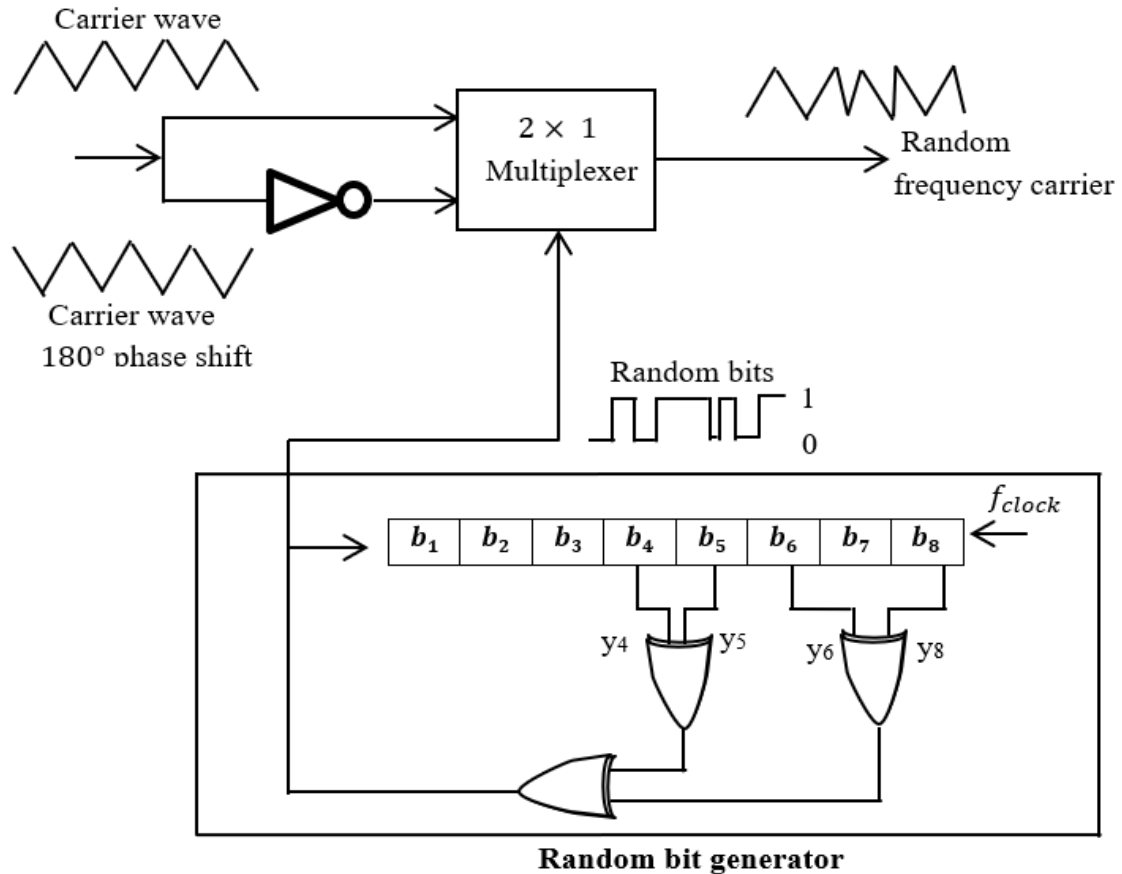 Carrier wave
2 × 1
Multiplexer
Random
frequency carrier
Carrier wave
180° phase shift
Random bits
1
0
f_clock
b₁ b₂ b₃ b₄ b₅ b₆ b₇ b₈
y4 y5 y6 y8
Random bit generator